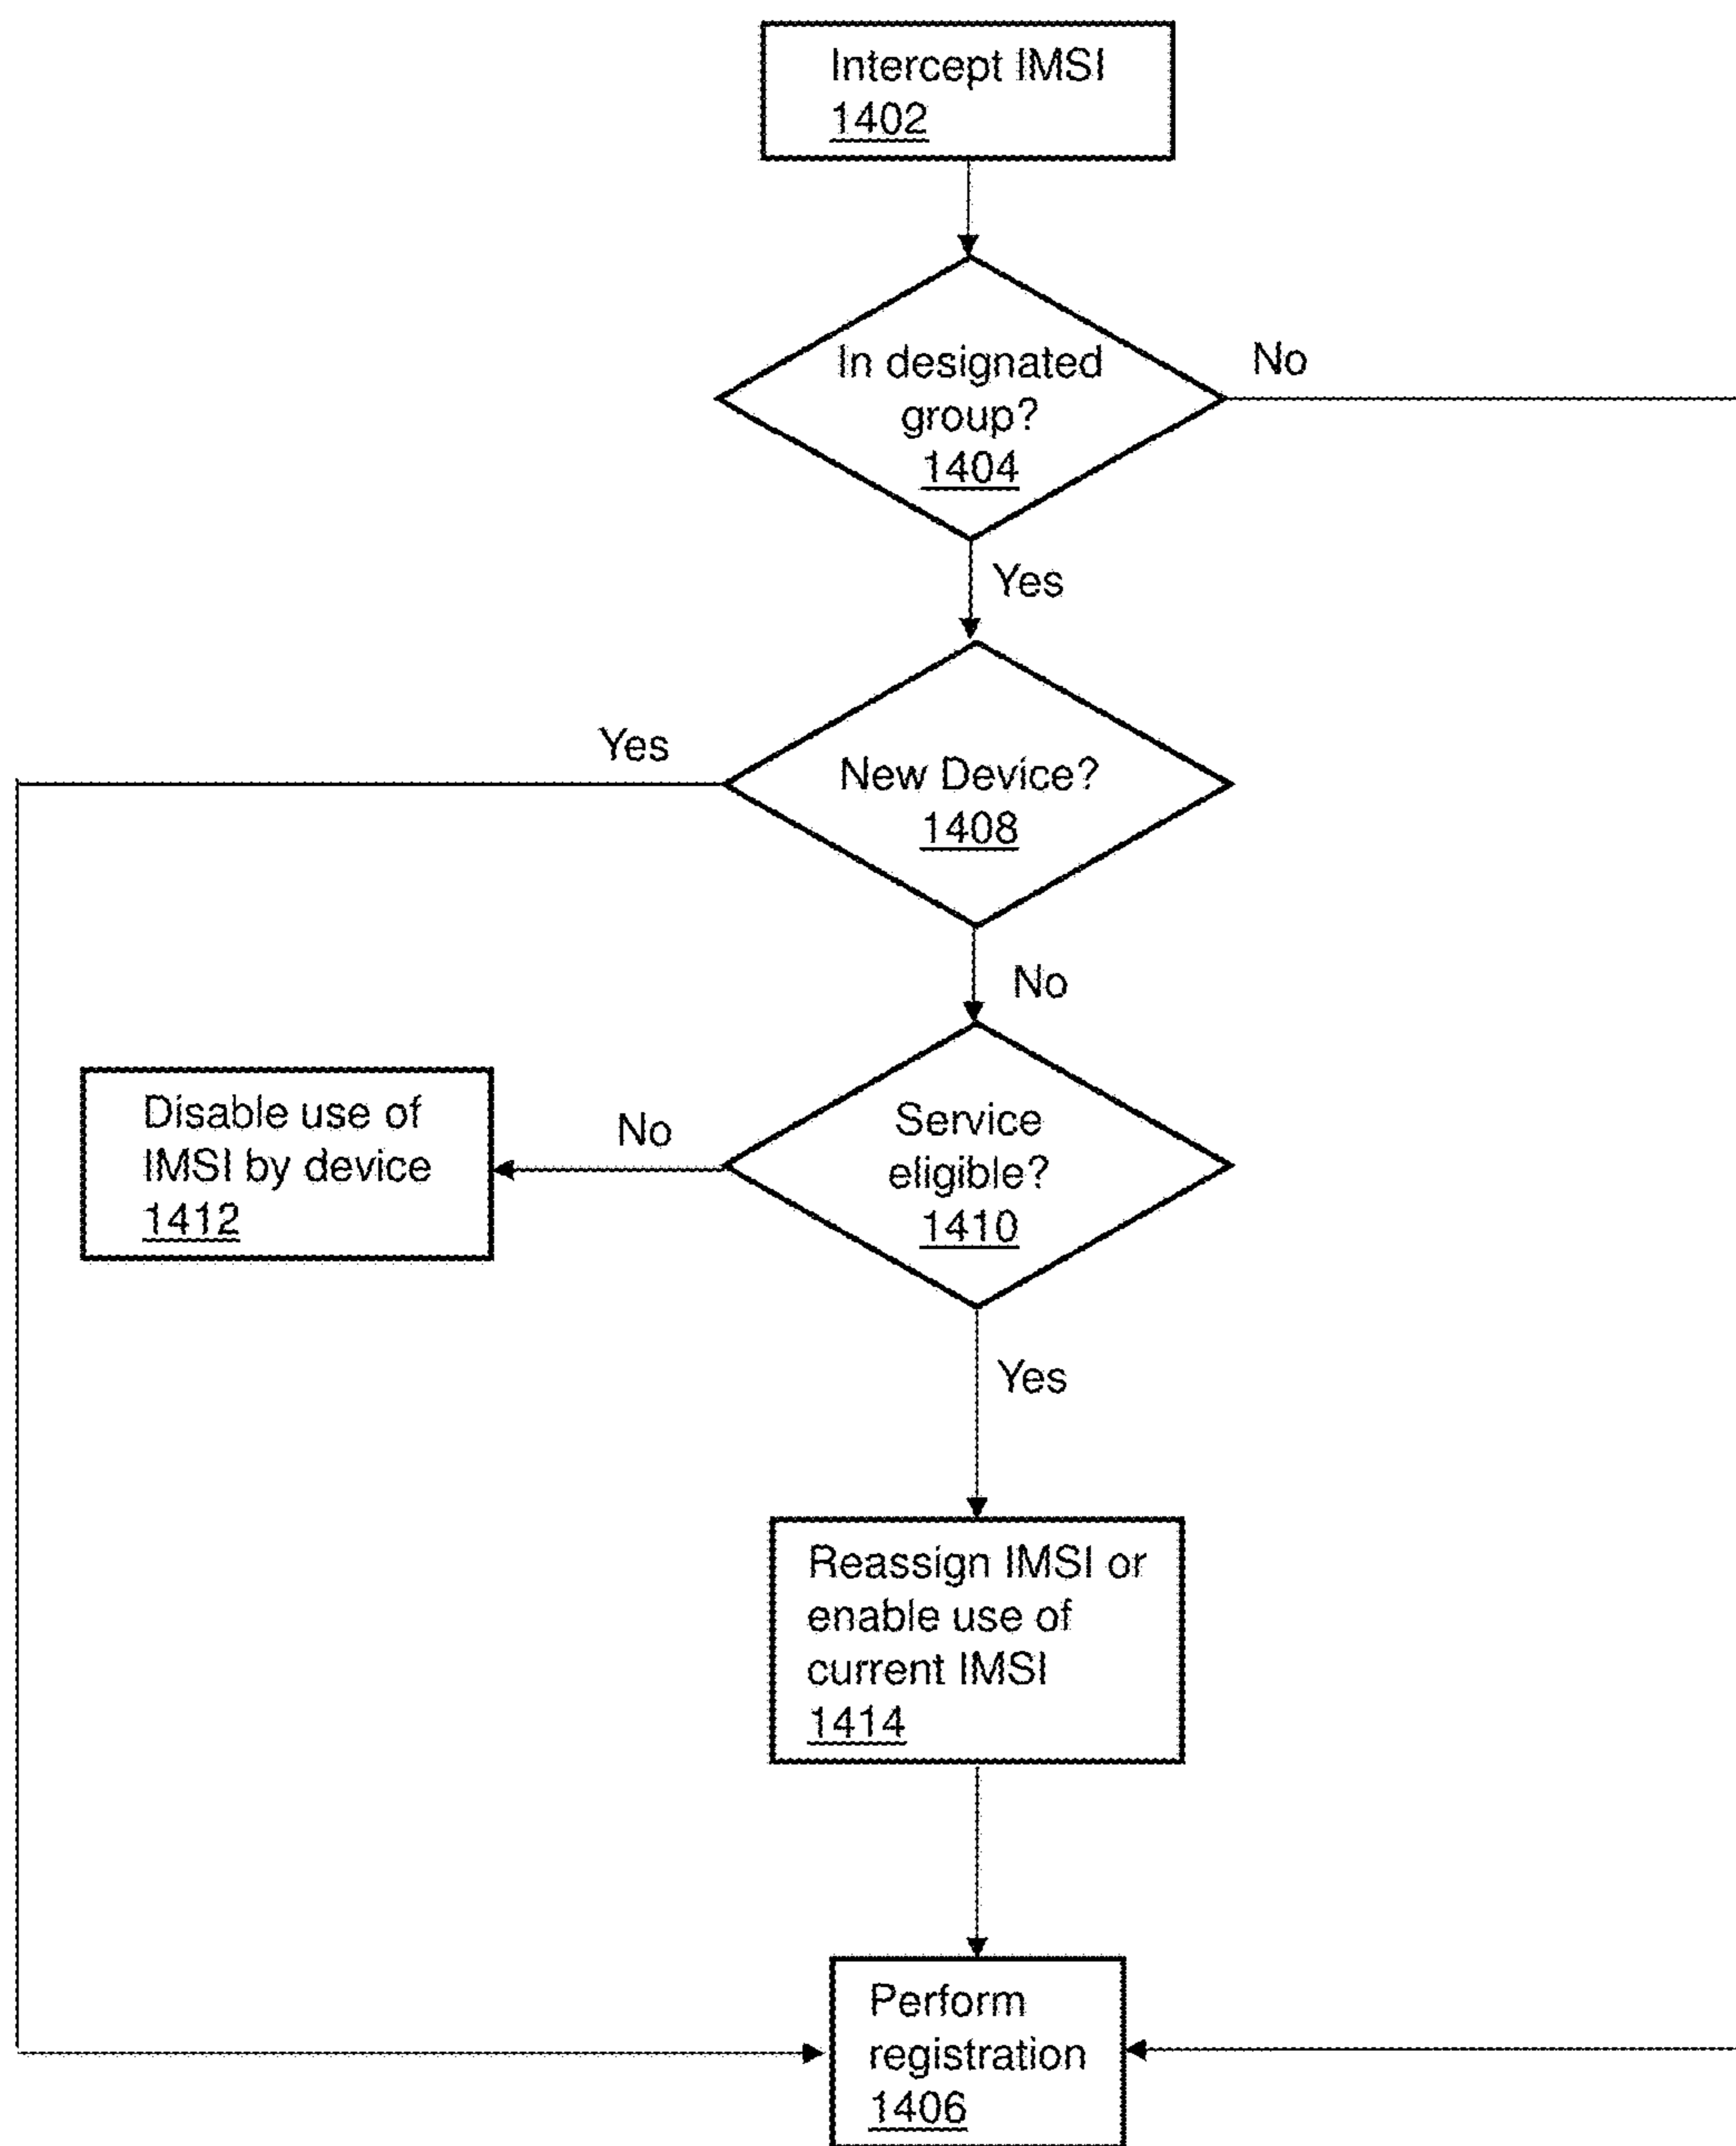 Intercept IMSI
1402
In designated
group?
1404
No
Yes
Yes
New Device?
1408
No
Disable use of
IMSI by device
1412
No
Service
eligible?
1410
Yes
Reassign IMSI or
enable use of
current IMSI
1414
Perform
registration
1406